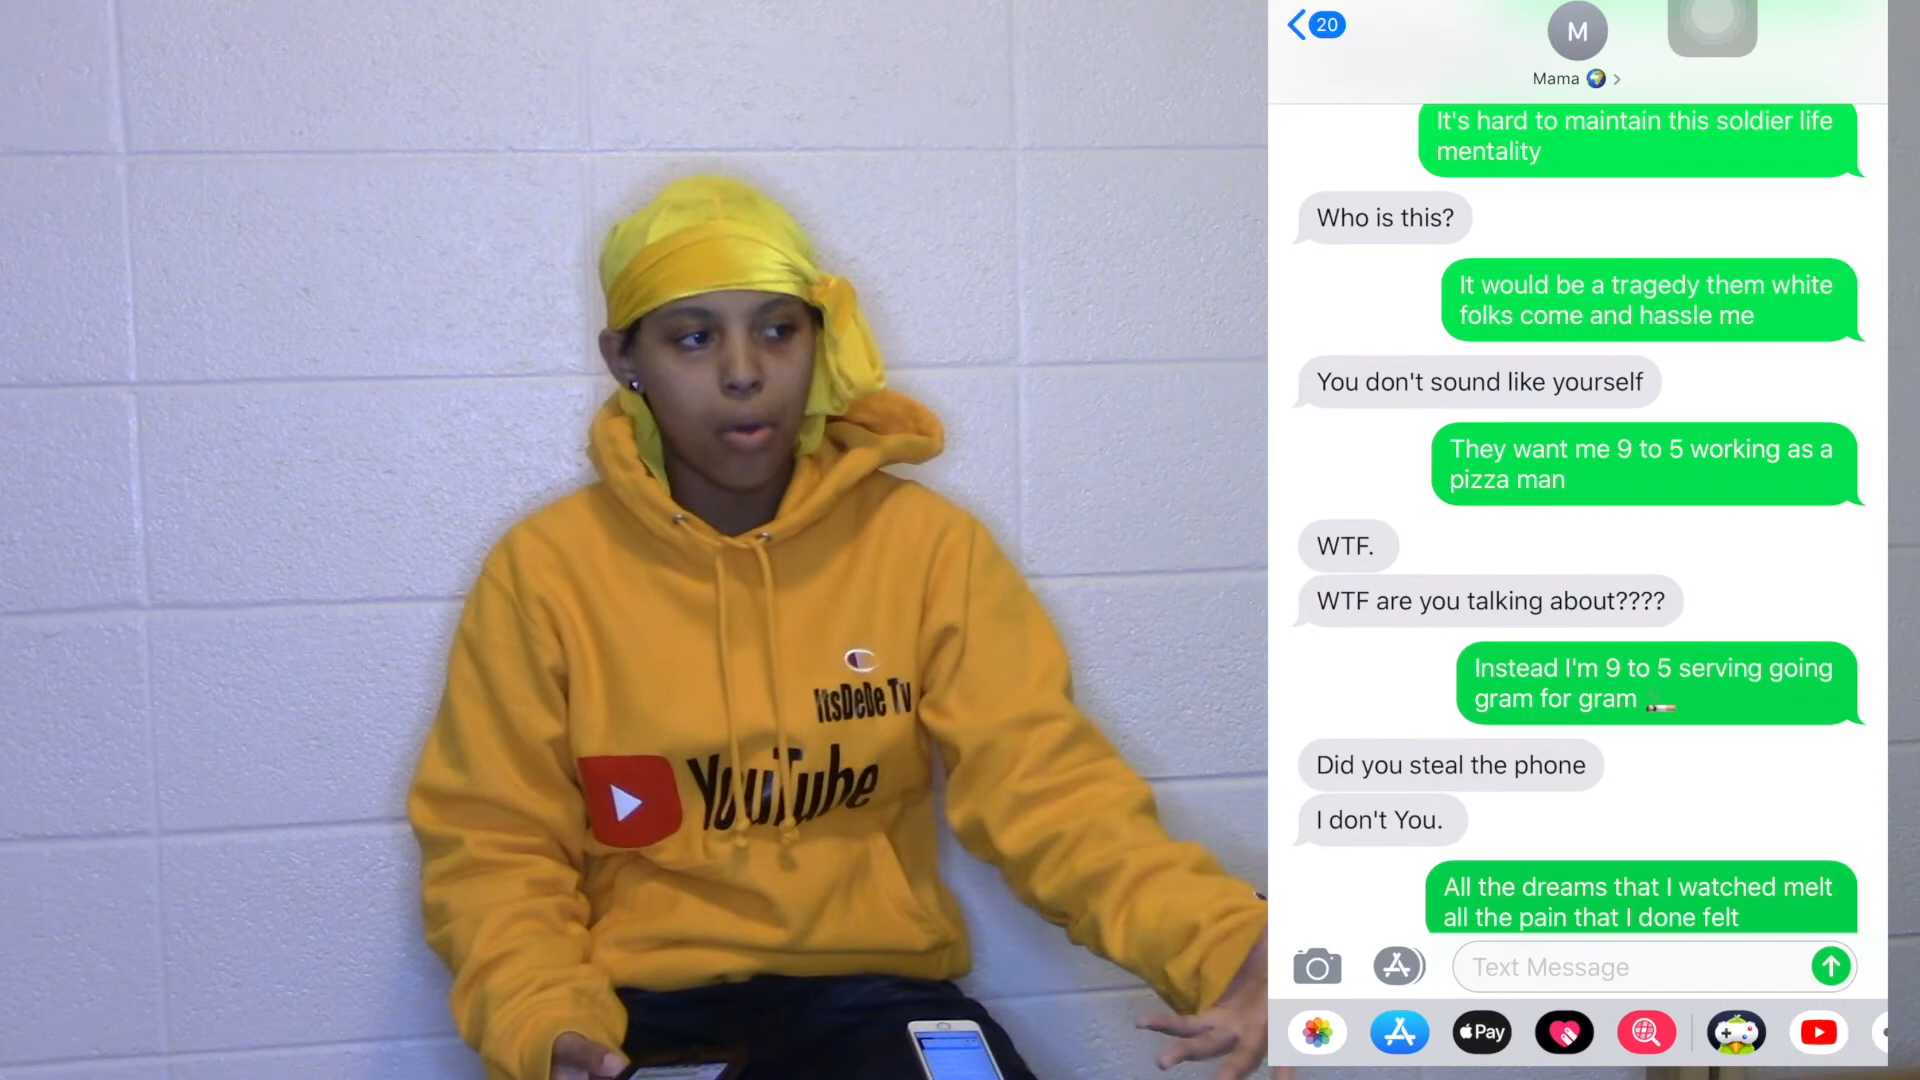 20
M
Mama
It's hard to maintain this soldier life
mentality
Who is this?
It would be a tragedy them white
folks come and hassle me
You don't sound like yourself
They want me 9 to 5 working as a
pizza man
WTF.
WTF are you talking about????
Instead I'm 9 to 5 serving going
gram for gram
Did you steal the phone
I don't You.
All the dreams that I watched melt
all the pain that I done felt
Text Message
Pay
ItsDeDe Tv
YouTube